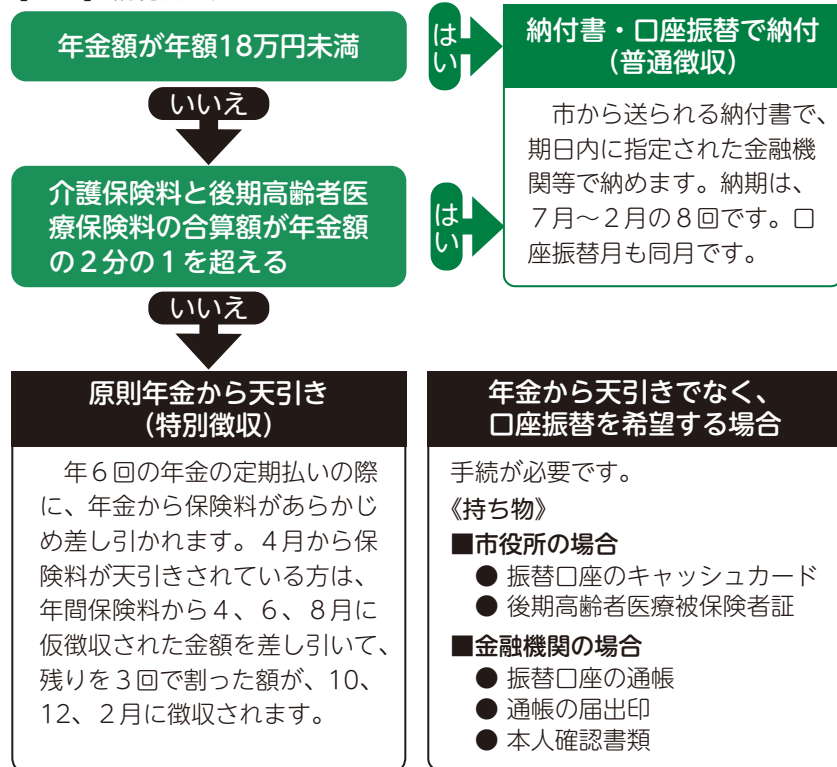 年金額が年額18万円未満
いいえ
介護保険料と後期高齢者医
療保険料の合算額が年金額
の2分の1を超える
いいえ
はい
納付書・口座振替で納付
(普通徴収)
　市から送られる納付書で、
期日内に指定された金融機
関等で納めます。納期は、
7月~2月の8回です。口
座振替月も同月です。
はい
原則年金から天引き
(特別徴収)
　年6回の年金の定期払いの際
に、年金から保険料があらかじ
め差し引かれます。4月から保
険料が天引きされている方は、
年間保険料から4、6、8月に
仮徴収された金額を差し引いて、
残りを3回で割った額が、10、
12、2月に徴収されます。
年金から天引きでなく、
口座振替を希望する場合
手続が必要です。
《持ち物》
■市役所の場合
● 振替口座のキャッシュカード
● 後期高齢者医療被保険者証
■金融機関の場合
● 振替口座の通帳
● 通帳の届出印
● 本人確認書類